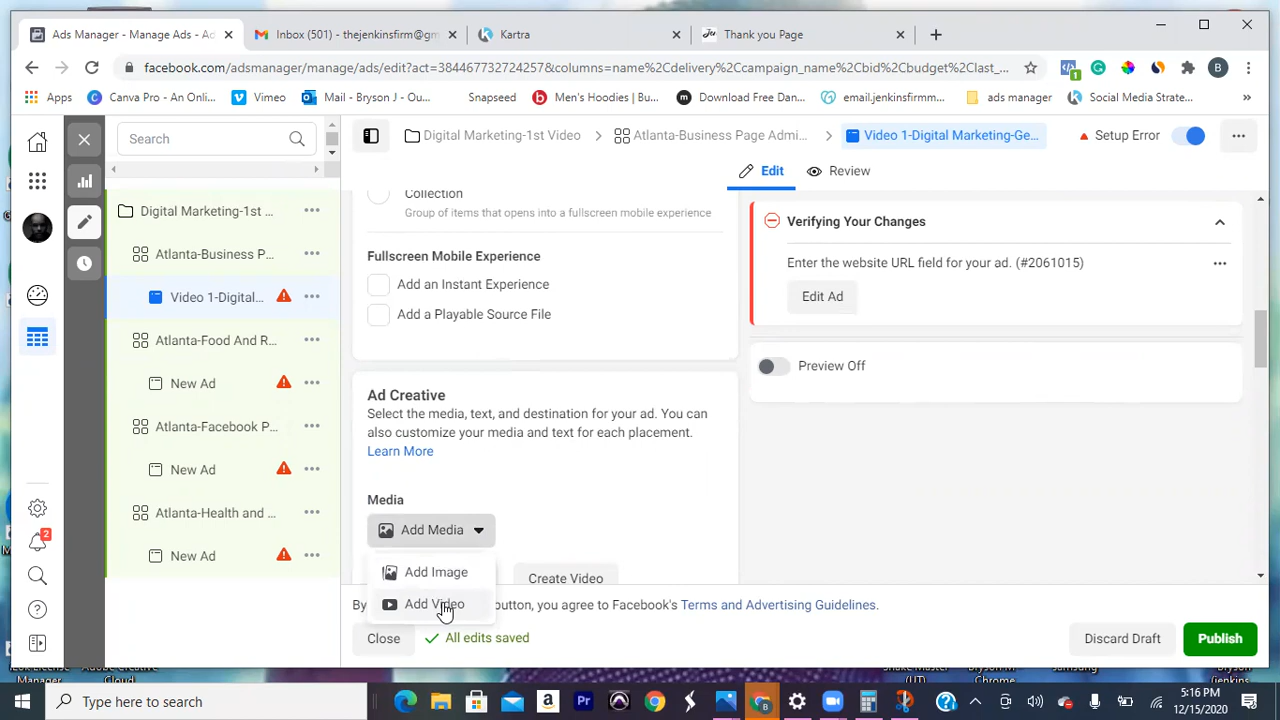 Ads Manager - Manage Ads - Ad
Inbox (501) - thejenkinsfirm@gm
Kartra
Thank you Page
facebook.com/adsmanager/manage/ads/edit?act=384467732724257&columns=name%2Cdelivery%2Ccampaign_name%2Cbid%2Cbudget%2Clast_...
1
B
Apps
Canva Pro - An Onli...
Vimeo
Mail - Bryson J - Ou...
Snapseed
Men's Hoodies | Bu...
Download Free Dan...
email.jenkinsfirmm...
ads manager
Social Media Strate...
Search
Digital Marketing-1st Video
Atlanta-Business Page Admi...
Video 1-Digital Marketing-Ge...
Setup Error
Edit
Review
Digital Marketing-1st ...
Atlanta-Business P...
Video 1-Digital...
Atlanta-Food And R...
New Ad
Atlanta-Facebook P...
New Ad
Atlanta-Health and ...
New Ad
2
Collection
Group of items that opens into a fullscreen mobile experience
Fullscreen Mobile Experience
Add an Instant Experience
Add a Playable Source File
Ad Creative
Select the media, text, and destination for your ad. You can
also customize your media and text for each placement.
Learn More
Media
Add Media
Add Image
Add Video
Create Video
Verifying Your Changes
Enter the website URL field for your ad. (#2061015)
Edit Ad
Preview Off
By button, you agree to Facebook's Terms and Advertising Guidelines.
Close
All edits saved
Discard Draft
Publish
Cloud
(UT)
Chrome
Type here to search
5:16 PM
12/15/2020